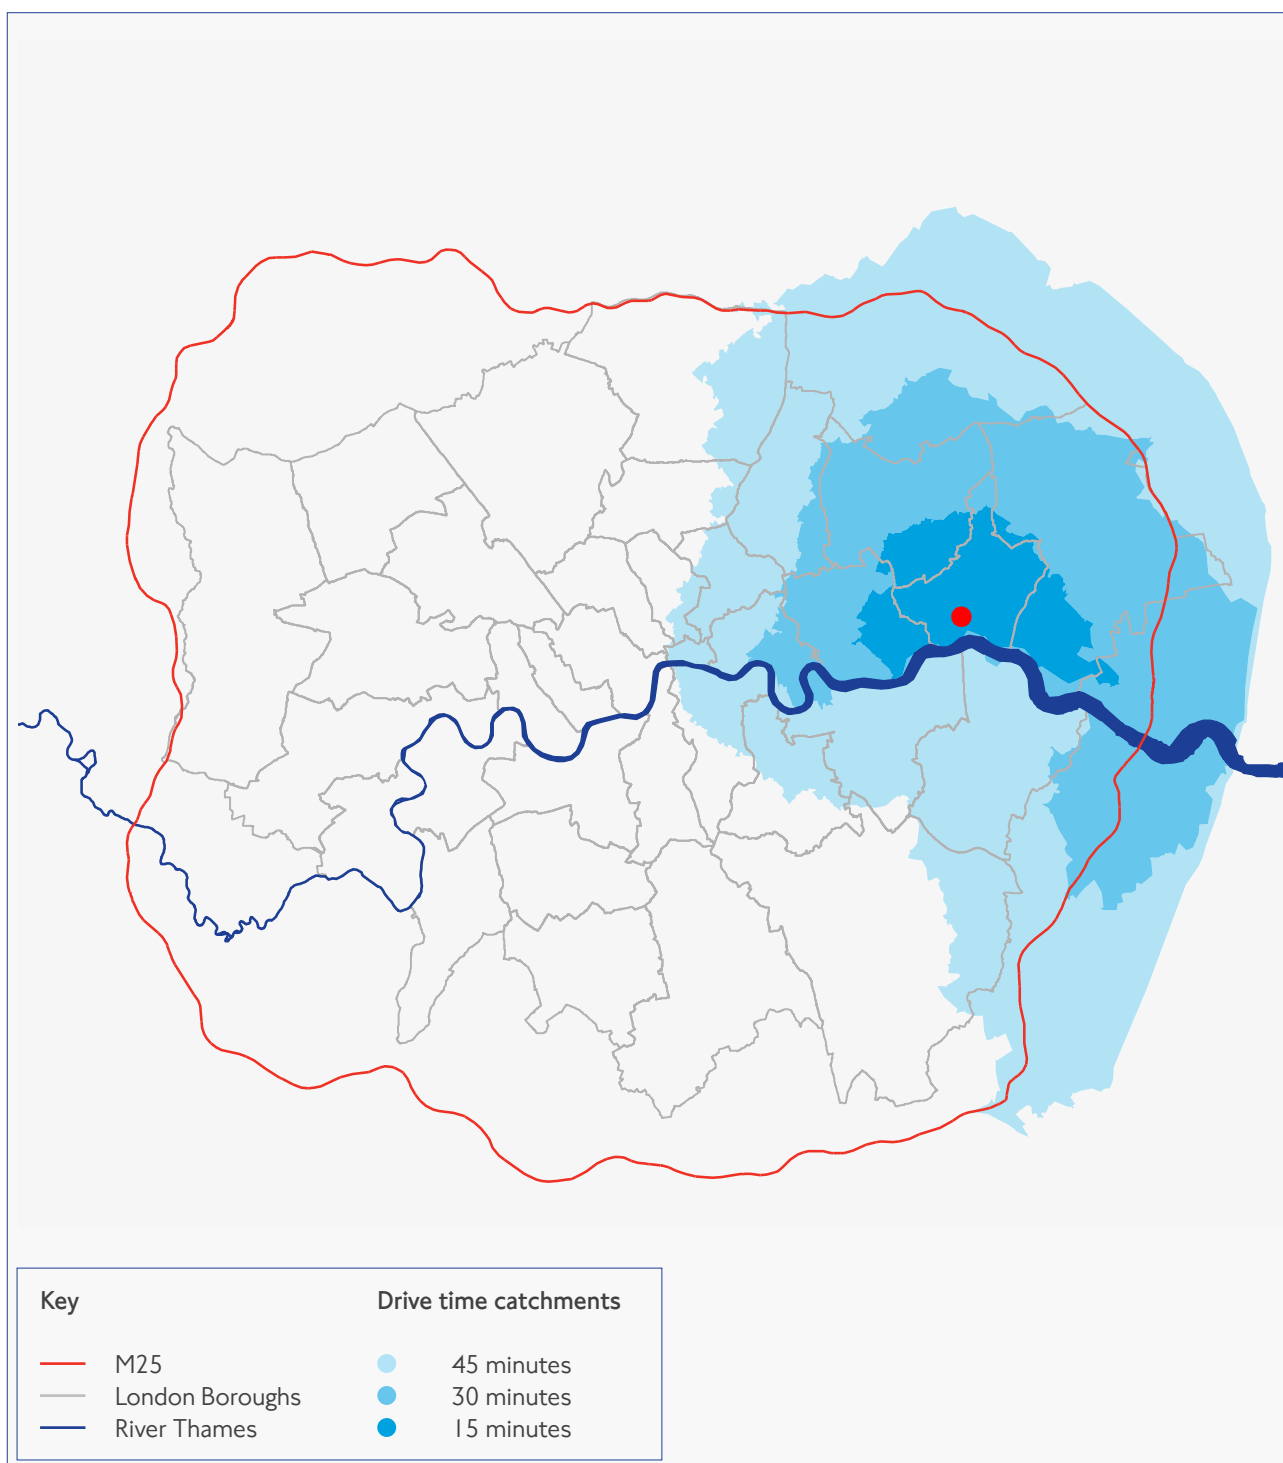 Key
M25
London Boroughs
River Thames
Drive time catchments
45 minutes
30 minutes
15 minutes